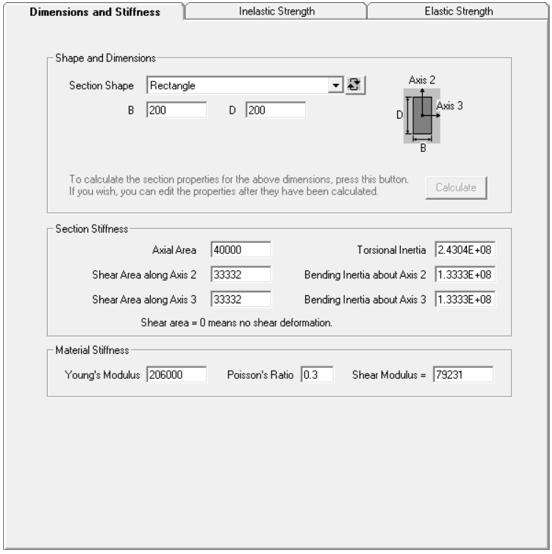 Dimensions and Stiffness Inelastic Strength Elastic Strength
Shape and Dimensions
Section Shape Rectangle
B 200 D 200
Axis 2
Axis 3
D
B
To calculate the section properties for the above dimensions, press this button.
If you wish, you can edit the properties after they have been calculated.
Calculate
Section Stiffness
Axial Area 40000 Torsional Inertia 2.4304E+08
Shear Area along Axis 2 33332 Bending Inertia about Axis 2 1.3333E+08
Shear Area along Axis 3 33332 Bending Inertia about Axis 3 1.3333E+08
Shear area = 0 means no shear deformation.
Material Stiffness
Young's Modulus 206000 Poisson's Ratio 0.3 Shear Modulus = 79231